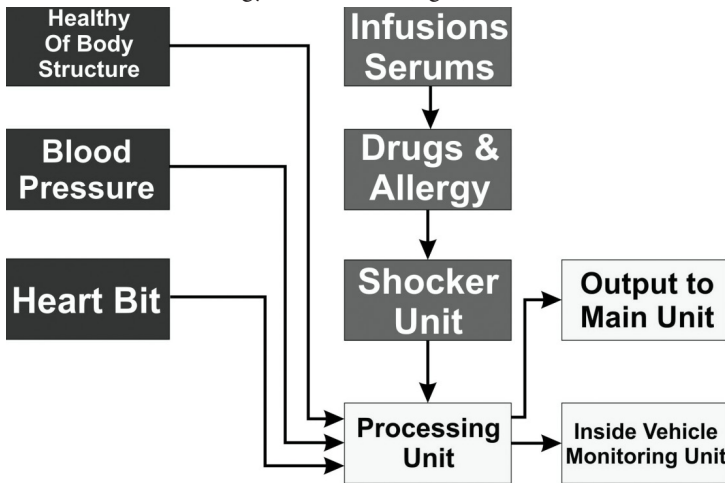 Healthy
Of Body
Structure
Infusions
Serums
Blood
Pressure
Drugs &
Allergy
Heart Bit
Shocker
Unit
Output to
Main Unit
Processing
Unit
Inside Vehicle
Monitoring Unit